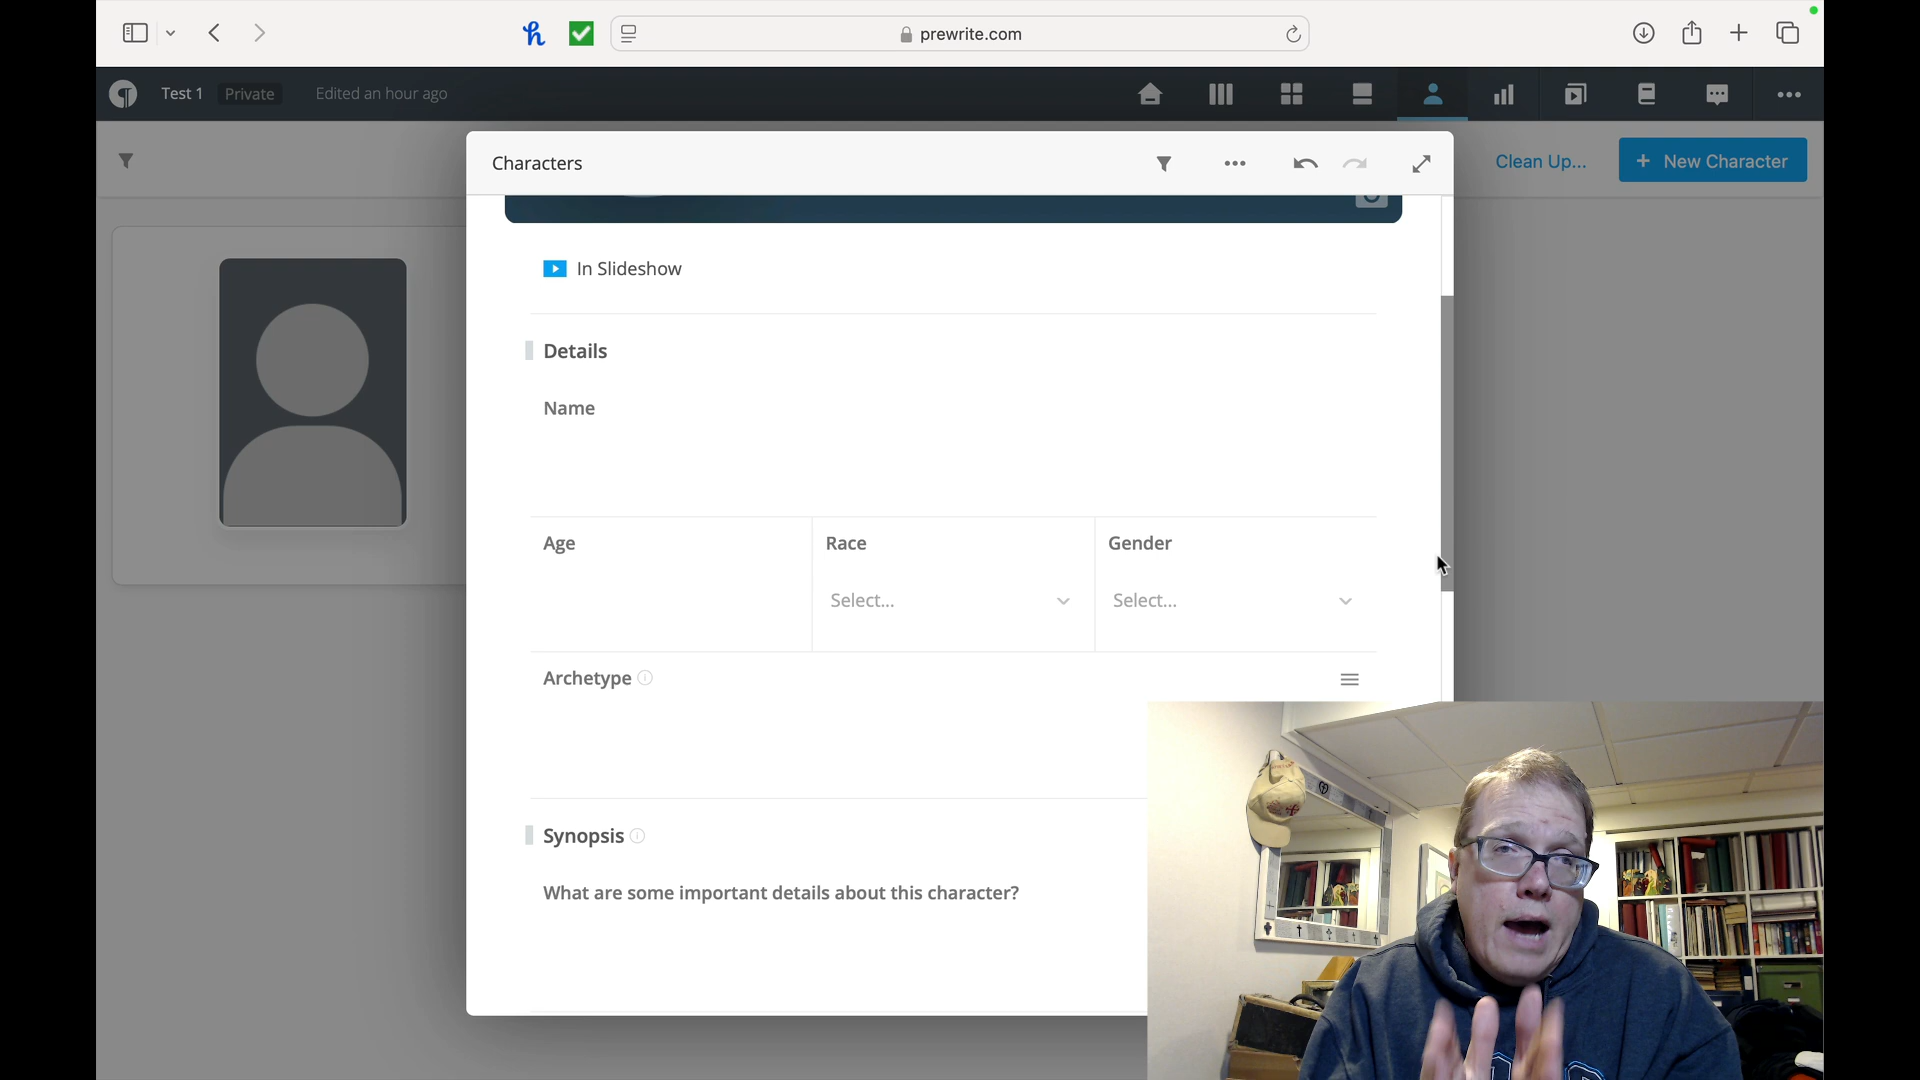 prewrite.com
Test 1 Private Edited an hour ago
Characters
Clean Up...
+ New Character
In Slideshow
Details
Name
Age Race Gender
Select... Select...
Archetype
Synopsis
What are some important details about this character?